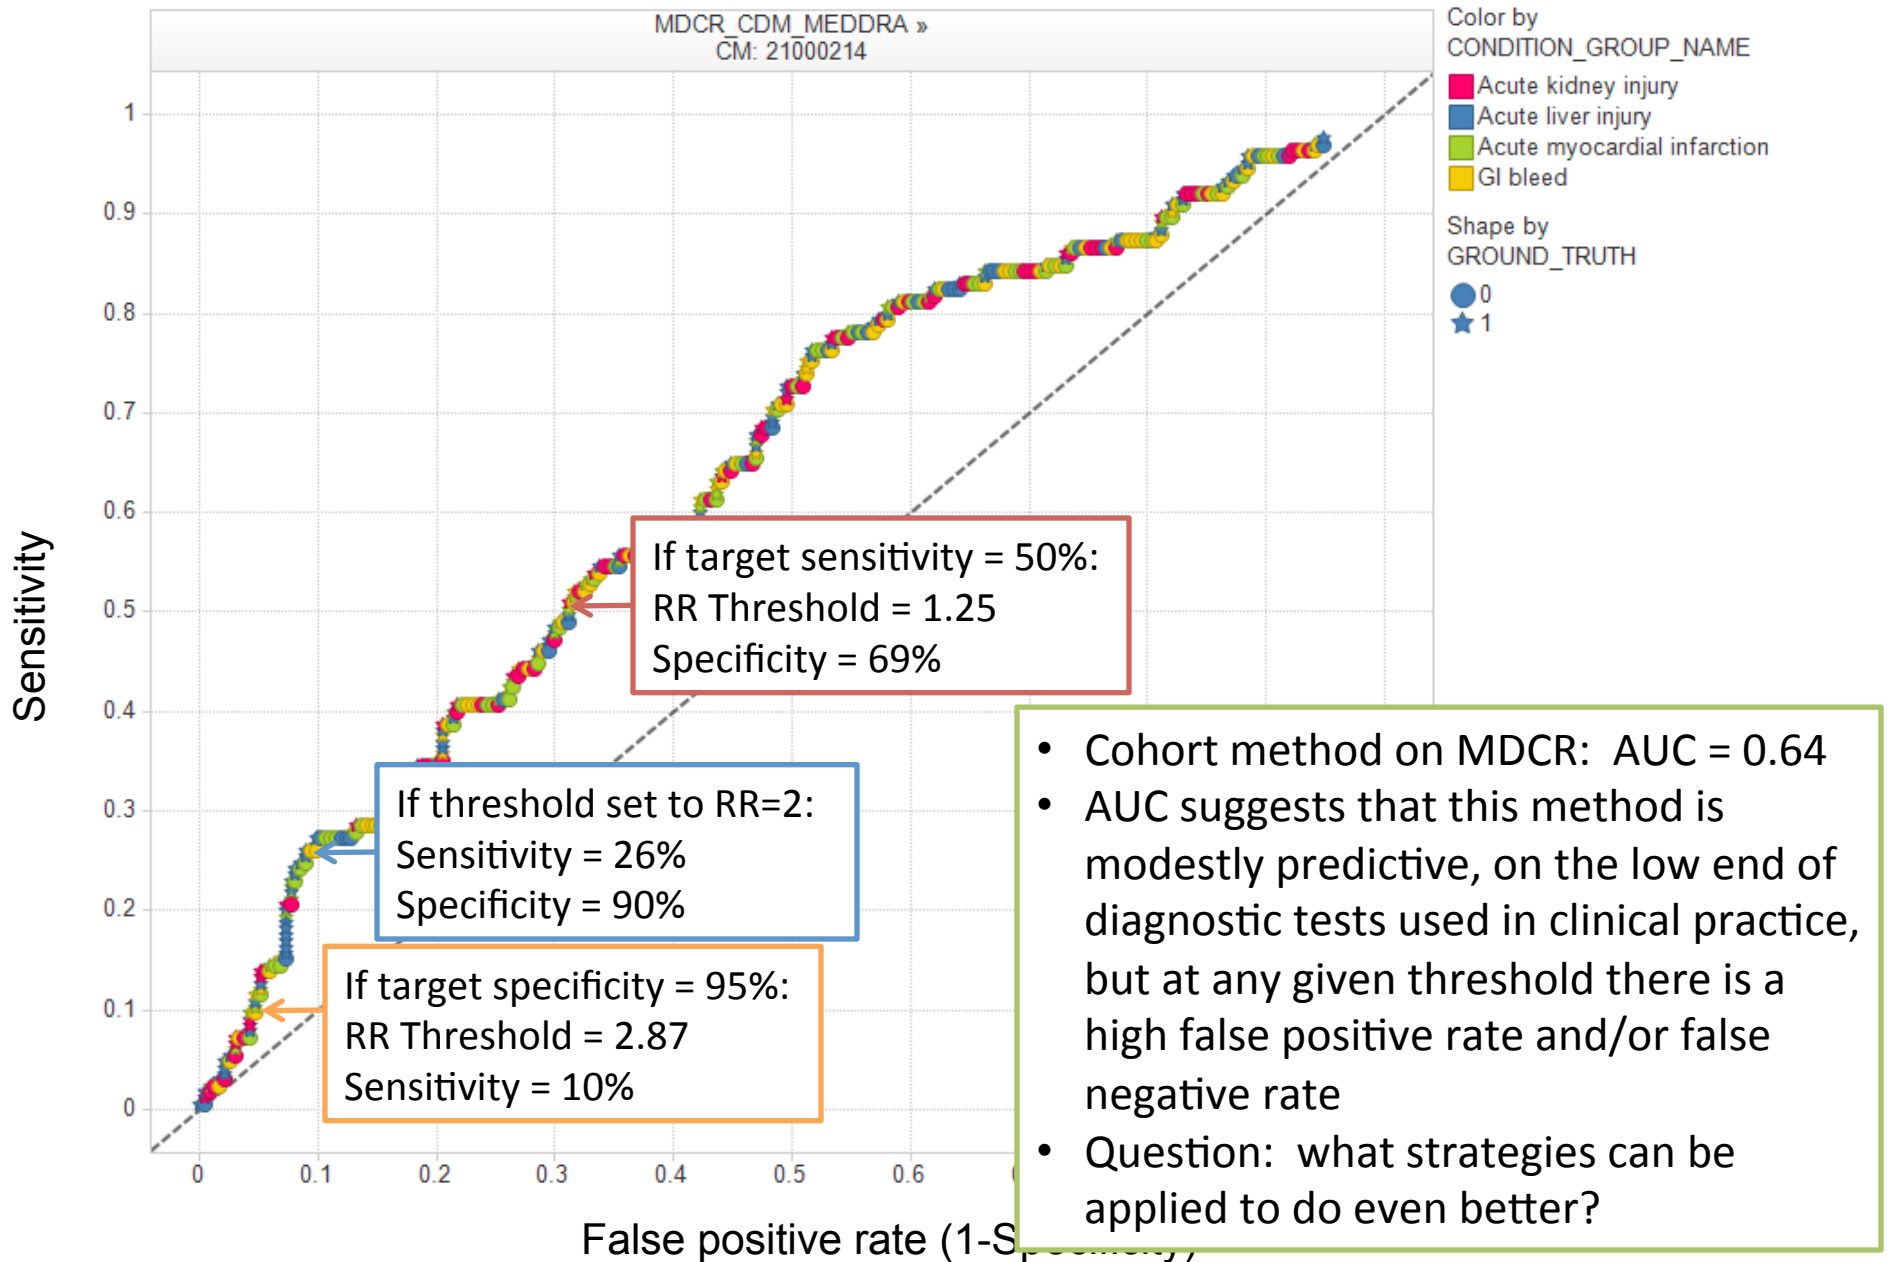 MDCR_CDM_MEDDRA »
CM: 21000214
Color by
CONDITION_GROUP_NAME
Acute kidney injury
Acute liver injury
Acute myocardial infarction
GI bleed
Shape by
GROUND_TRUTH
0
1
Sensitivity
1
0.9
0.8
0.7
0.6
0.5
0.4
0.3
0.2
0.1
0
If target sensitivity = 50%:
RR Threshold = 1.25
Specificity = 69%
If threshold set to RR=2:
Sensitivity = 26%
Specificity = 90%
If target specificity = 95%:
RR Threshold = 2.87
Sensitivity = 10%
• Cohort method on MDCR: AUC = 0.64
• AUC suggests that this method is
modestly predictive, on the low end of
diagnostic tests used in clinical practice,
but at any given threshold there is a
high false positive rate and/or false
negative rate
• Question: what strategies can be
applied to do even better?
0 0.1 0.2 0.3 0.4 0.5 0.6
False positive rate (1-Specificity)